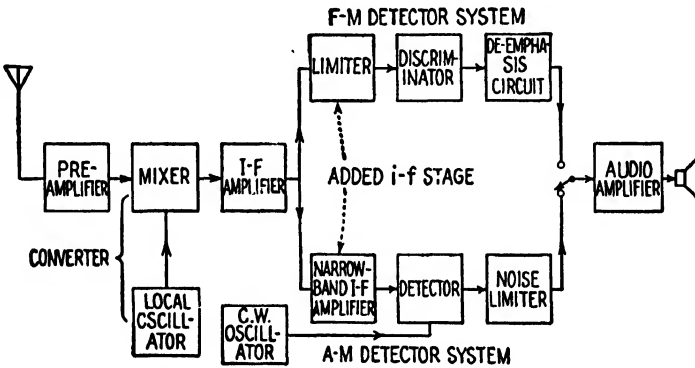 F-M DETECTOR SYSTEM
LIMITER
DISCRIM-
INATOR
DE-EMPHA-
SIS
CIRCUIT
PRE-
AMPLIFIER
MIXER
I-F
AMPLIFIER
ADDED i-f STAGE
AUDIO
AMPLIFIER
CONVERTER
LOCAL
OSCILL-
ATOR
C.W.
OSCILL-
ATOR
NARROW-
BAND I-F
AMPLIFIER
DETECTOR
NOISE
LIMITER
A-M DETECTOR SYSTEM